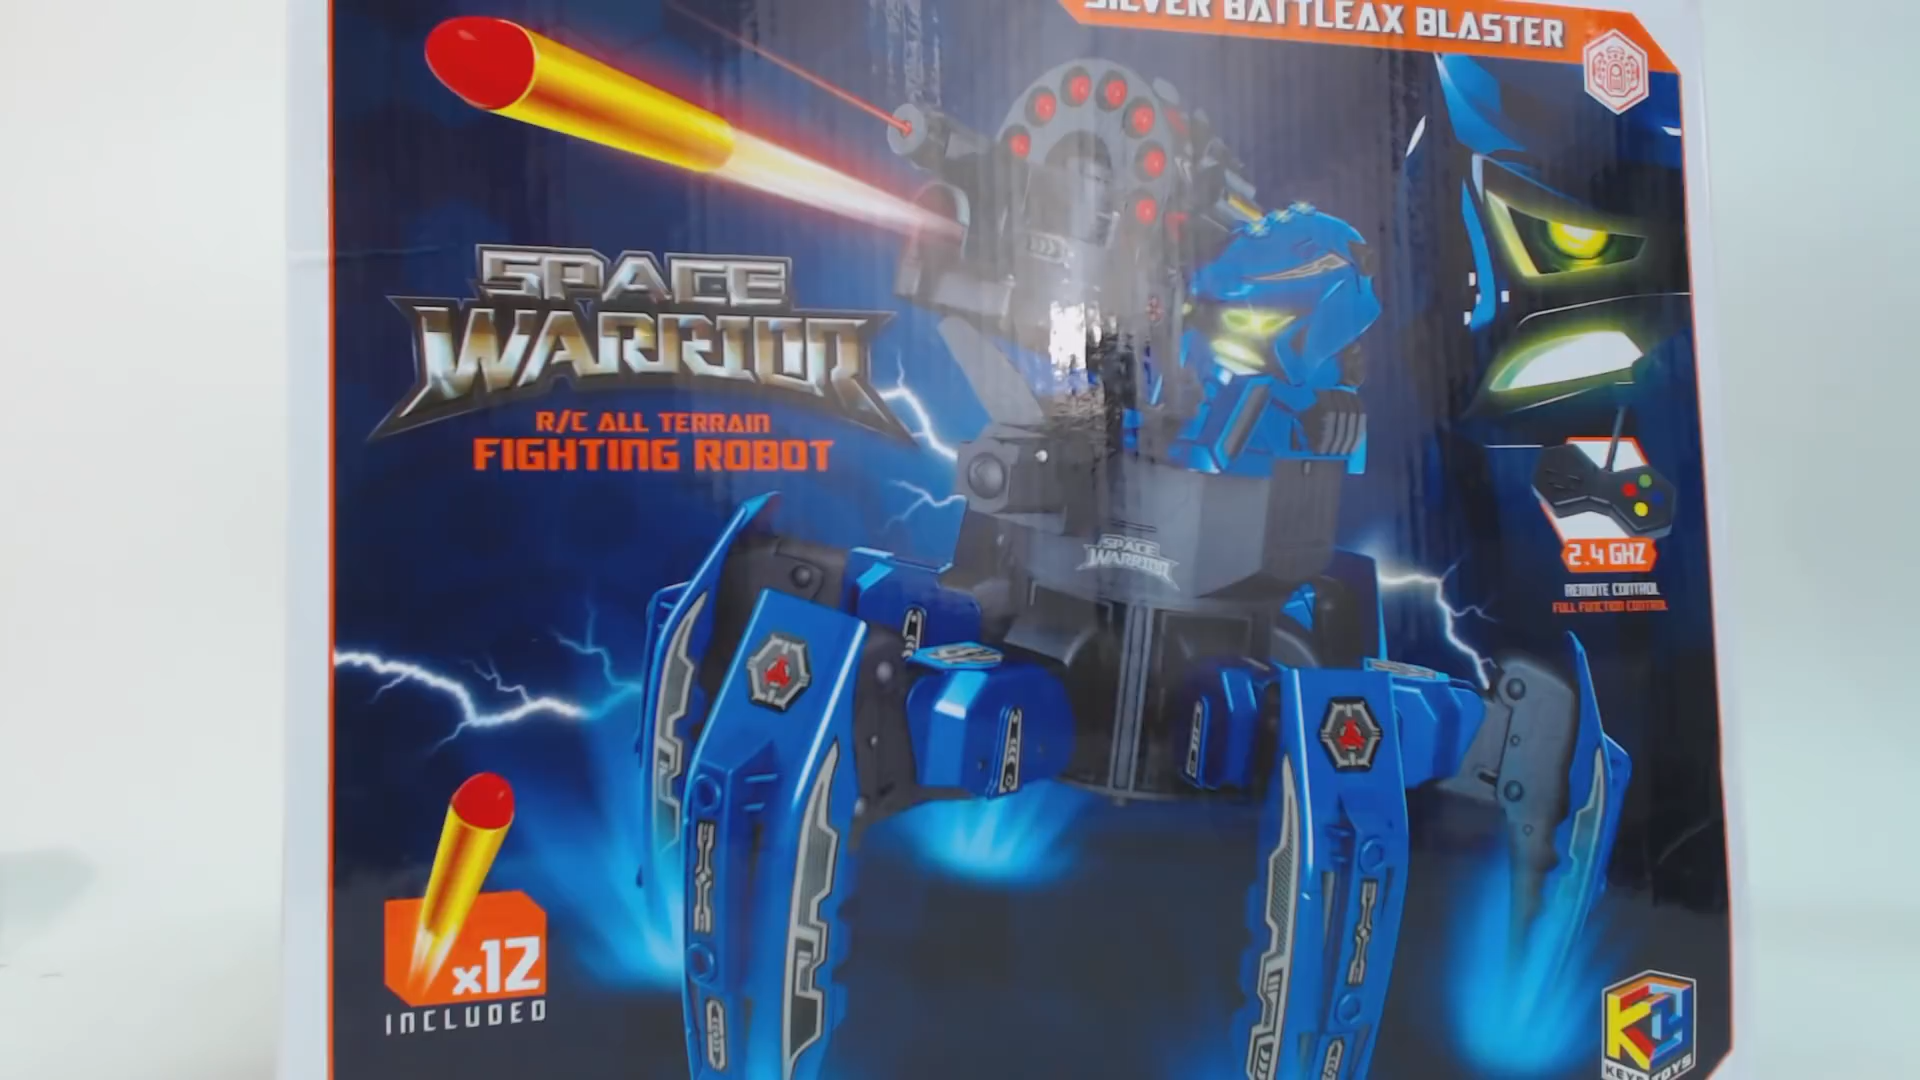 SILVER BATTLEAX BLASTER
SPACE
WARRIOR
R/C ALL TERRAIN
FIGHTING ROBOT
SPACE
WARRIOR
2.4 GHZ
REMOTE CONTROL
FULL FUNCTION CONTROL
x12
INCLUDED
TOYS